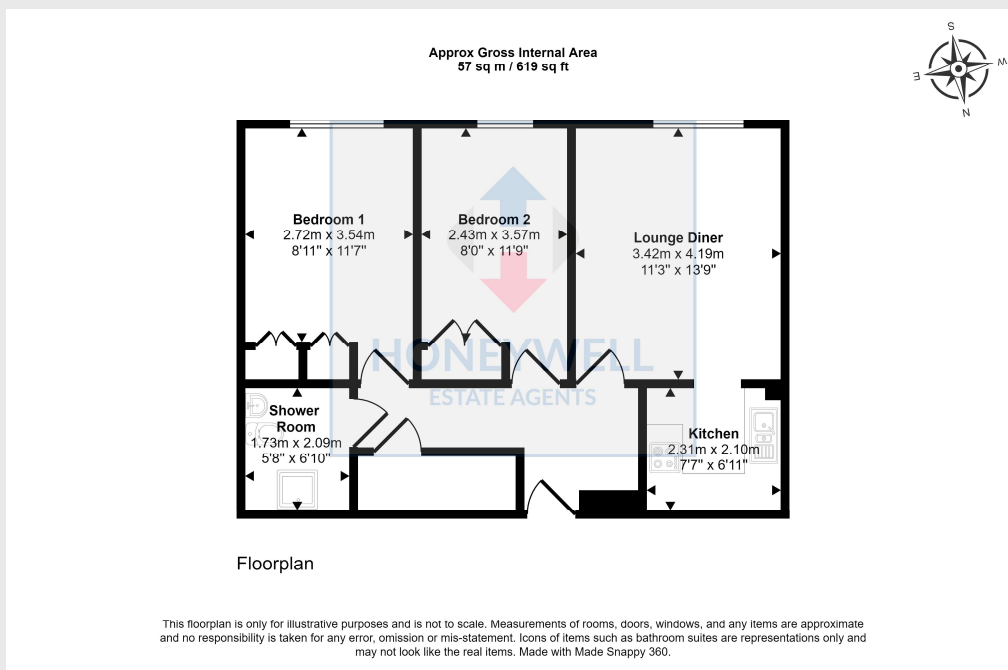 Approx Gross Internal Area
57 sq m / 619 sq ft
S
W
E
N
Bedroom 1
2.72m x 3.54m
8'11" x 11'7"
Bedroom 2
2.43m x 3.57m
8'0" x 11'9"
Lounge Diner
3.42m x 4.19m
11'3" x 13'9"
HONEYWELL
ESTATE AGENTS
Shower
Room
1.73m x 2.09m
5'8" x 6'10"
Kitchen
2.31m x 2.10m
7'7" x 6'11"
Floorplan
This floorplan is only for illustrative purposes and is not to scale. Measurements of rooms, doors, windows, and any items are approximate
and no responsibility is taken for any error, omission or mis-statement. Icons of items such as bathroom suites are representations only and
may not look like the real items. Made with Made Snappy 360.